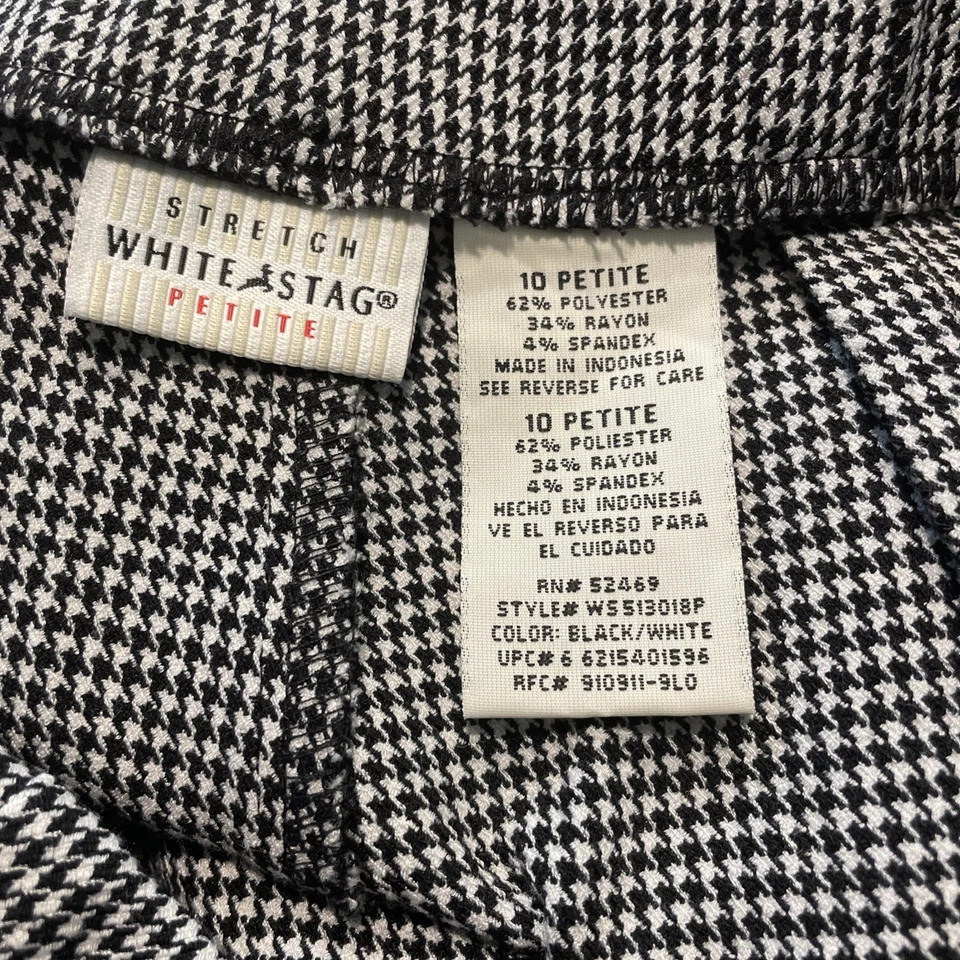 STRETCH
WHITE STAG®
PETITE
10 PETITE
62% POLYESTER
34% RAYON
4% SPANDEX
MADE IN INDONESIA
SEE REVERSE FOR CARE
10 PETITE
62% POLIESTER
34% RAYON
4% SPANDEX
HECHO EN INDONESIA
VE EL REVERSO PARA
EL CUIDADO
RN# 52469
STYLE# WS513018P
COLOR: BLACK/WHITE
UPC# 6 6215401596
RFC# 910911-9L0